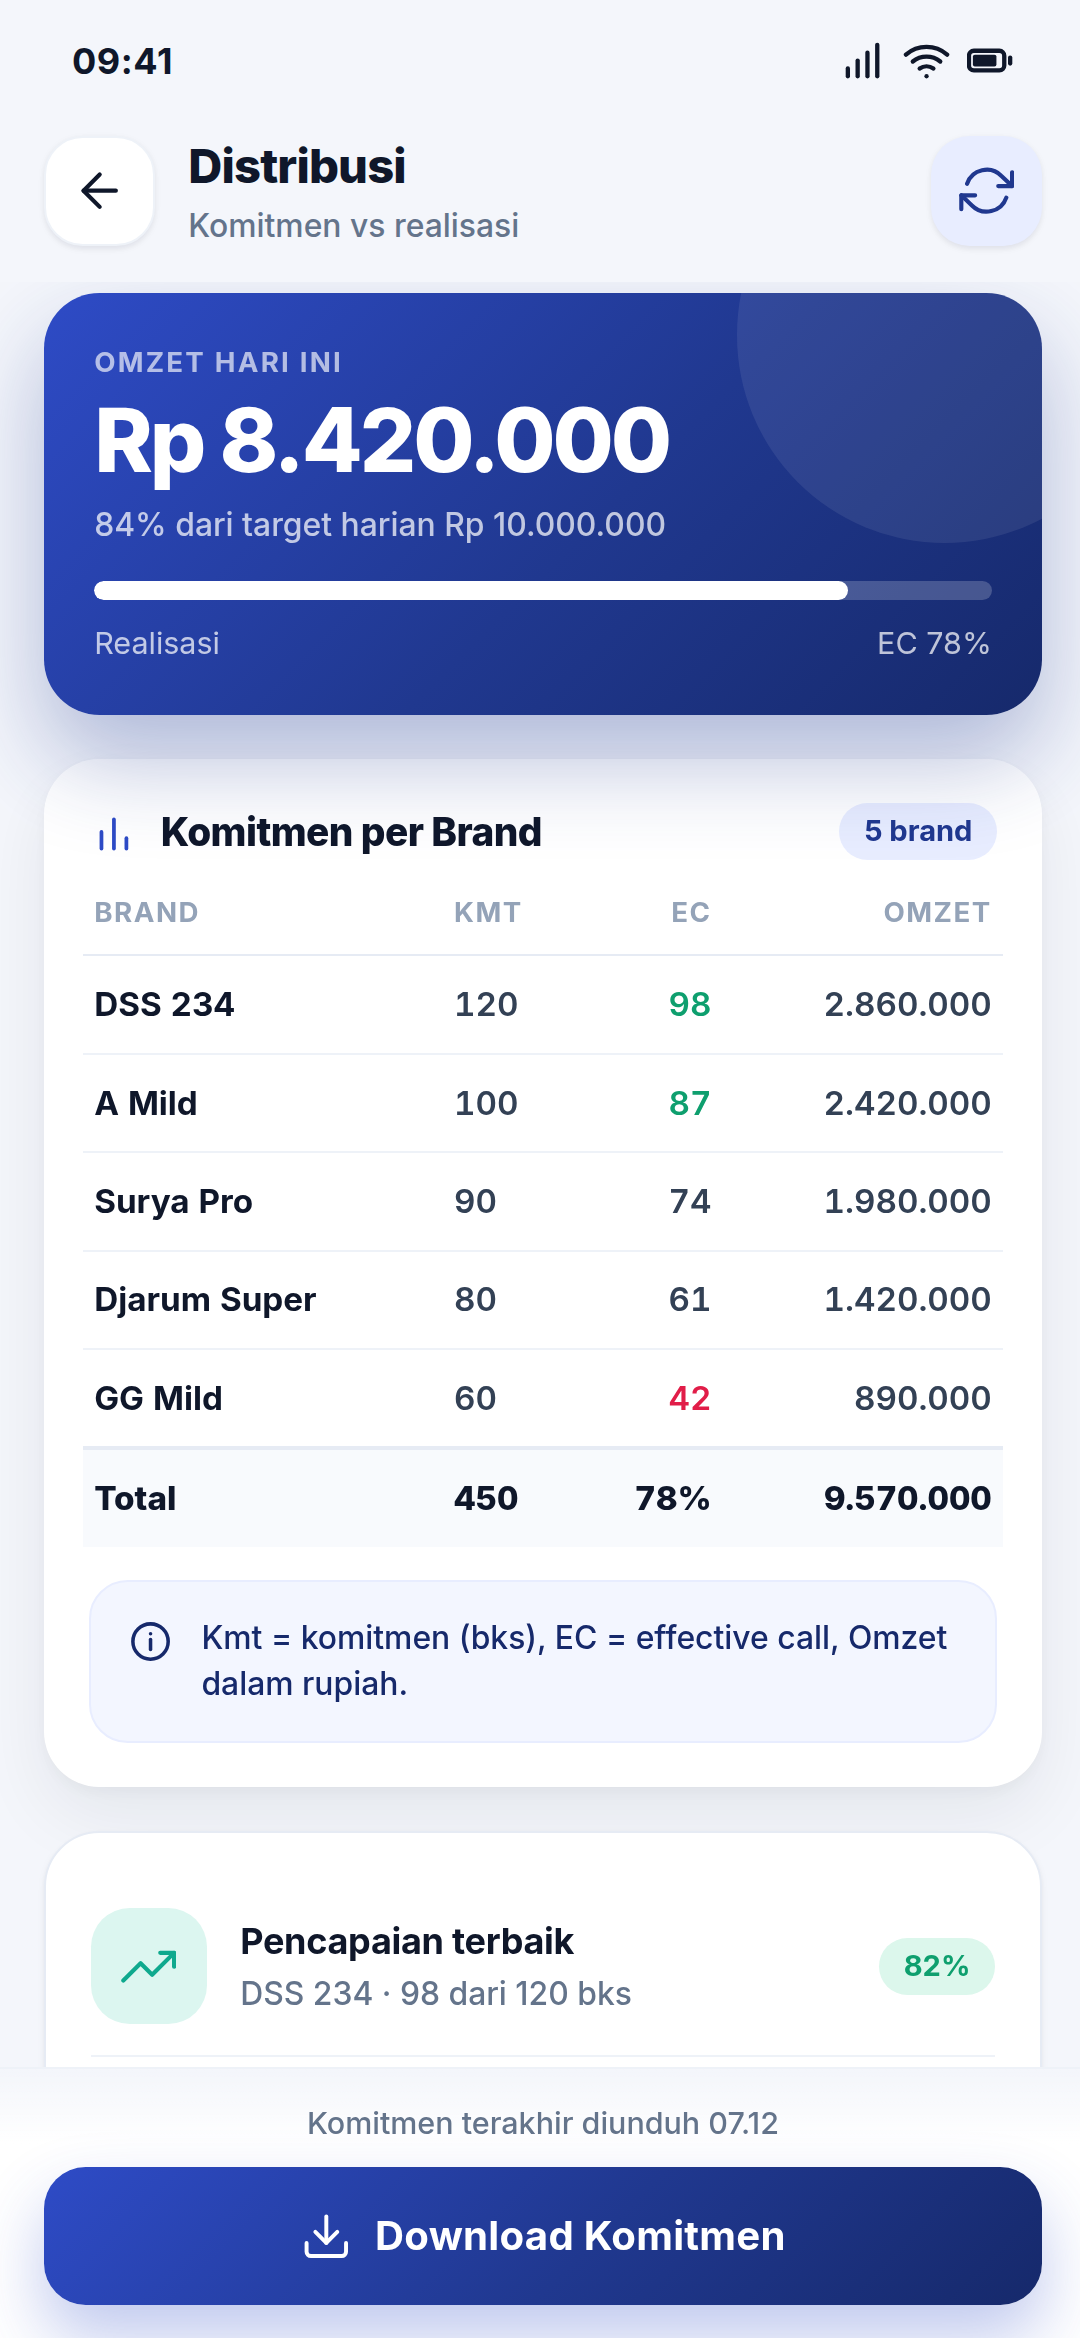 09:41
Distribusi
Komitmen vs realisasi
OMZET HARI INI
Rp 8.420.000
84% dari target harian Rp 10.000.000
Realisasi EC 78%
Komitmen per Brand 5 brand
BRAND KMT EC OMZET
DSS 234 120 98 2.860.000
A Mild 100 87 2.420.000
Surya Pro 90 74 1.980.000
Djarum Super 80 61 1.420.000
GG Mild 60 42 890.000
Total 450 78% 9.570.000
Kmt = komitmen (bks), EC = effective call, Omzet
dalam rupiah.
Pencapaian terbaik
82%
DSS 234 · 98 dari 120 bks
Komitmen terakhir diunduh 07.12
Download Komitmen